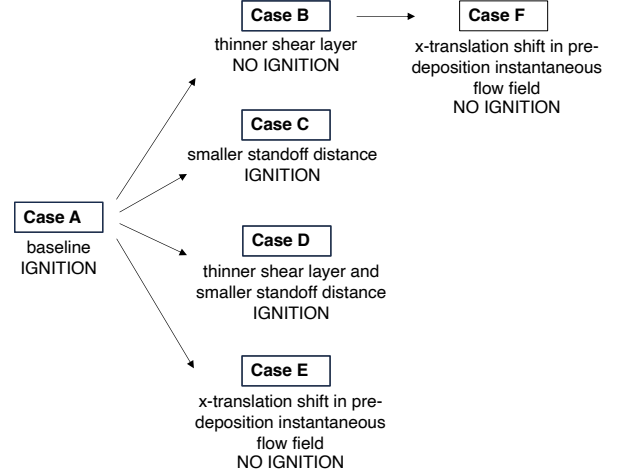 Case B
thinner shear layer
NO IGNITION
Case F
x-translation shift in pre-
deposition instantaneous
flow field
NO IGNITION
Case C
smaller standoff distance
IGNITION
Case A
baseline
IGNITION
Case D
thinner shear layer and
smaller standoff distance
IGNITION
Case E
x-translation shift in pre-
deposition instantaneous
flow field
NO IGNITION